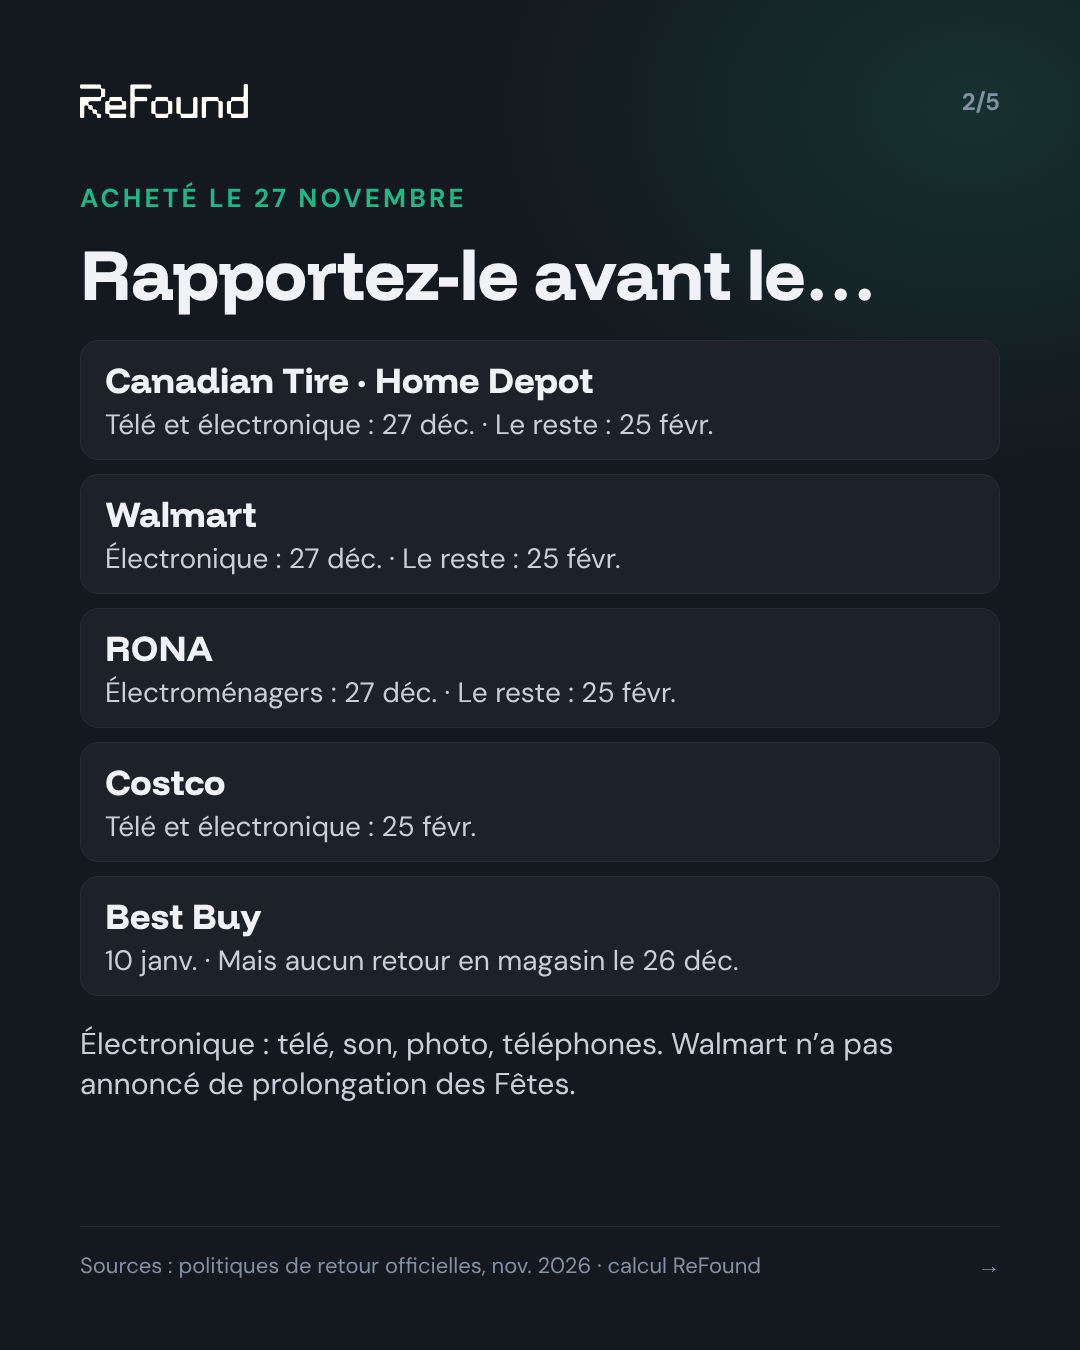 ReFound
2/5
ACHETÉ LE 27 NOVEMBRE
Rapportez-le avant le…
Canadian Tire · Home Depot
Télé et électronique : 27 déc. · Le reste : 25 févr.
Walmart
Électronique : 27 déc. · Le reste : 25 févr.
RONA
Électroménagers : 27 déc. · Le reste : 25 févr.
Costco
Télé et électronique : 25 févr.
Best Buy
10 janv. · Mais aucun retour en magasin le 26 déc.
Électronique : télé, son, photo, téléphones. Walmart n’a pas
annoncé de prolongation des Fêtes.
Sources : politiques de retour officielles, nov. 2026 · calcul ReFound →